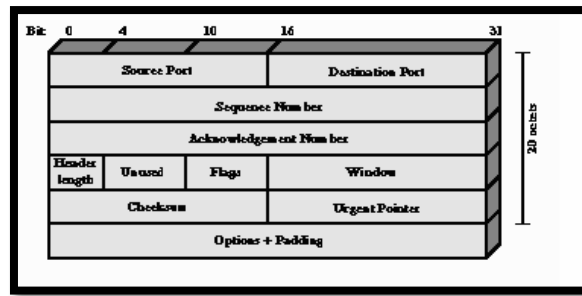 Bit: 0 4 10 16 31
Source Port Destination Port
Sequence Number
Acknowledgement Number
Header
length Unused Flags Window
Checksum Urgent Pointer
Options + Padding
20 octets